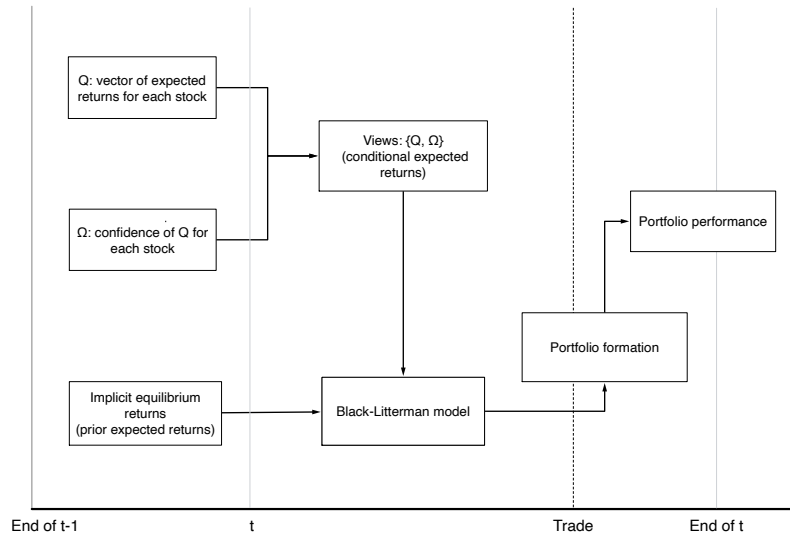 Q: vector of expected
returns for each stock
Views: {Q, Ω}
(conditional expected
returns)
Ω: confidence of Q for
each stock
Portfolio performance
Portfolio formation
Implicit equilibrium
returns
(prior expected returns)
Black-Litterman model
End of t-1
t
Trade
End of t